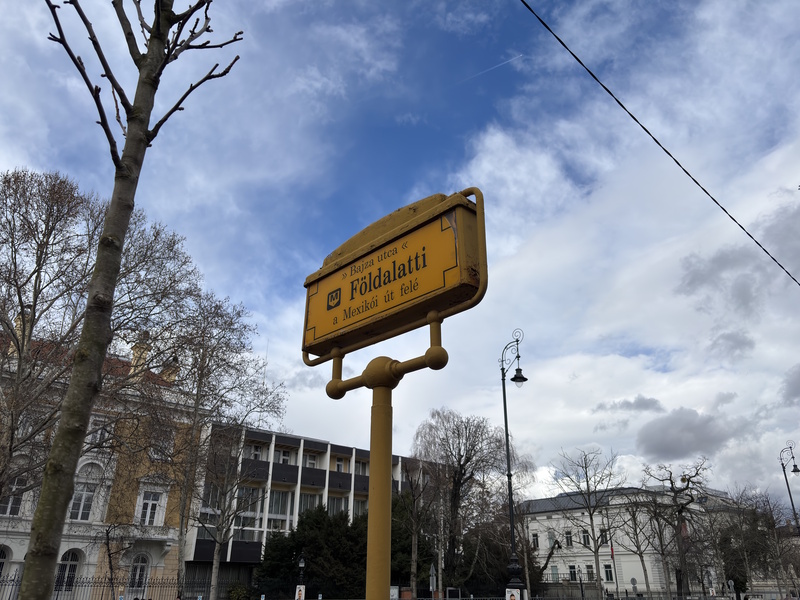 » Bajza utca «
M Földalatti
a Mexikói út felé